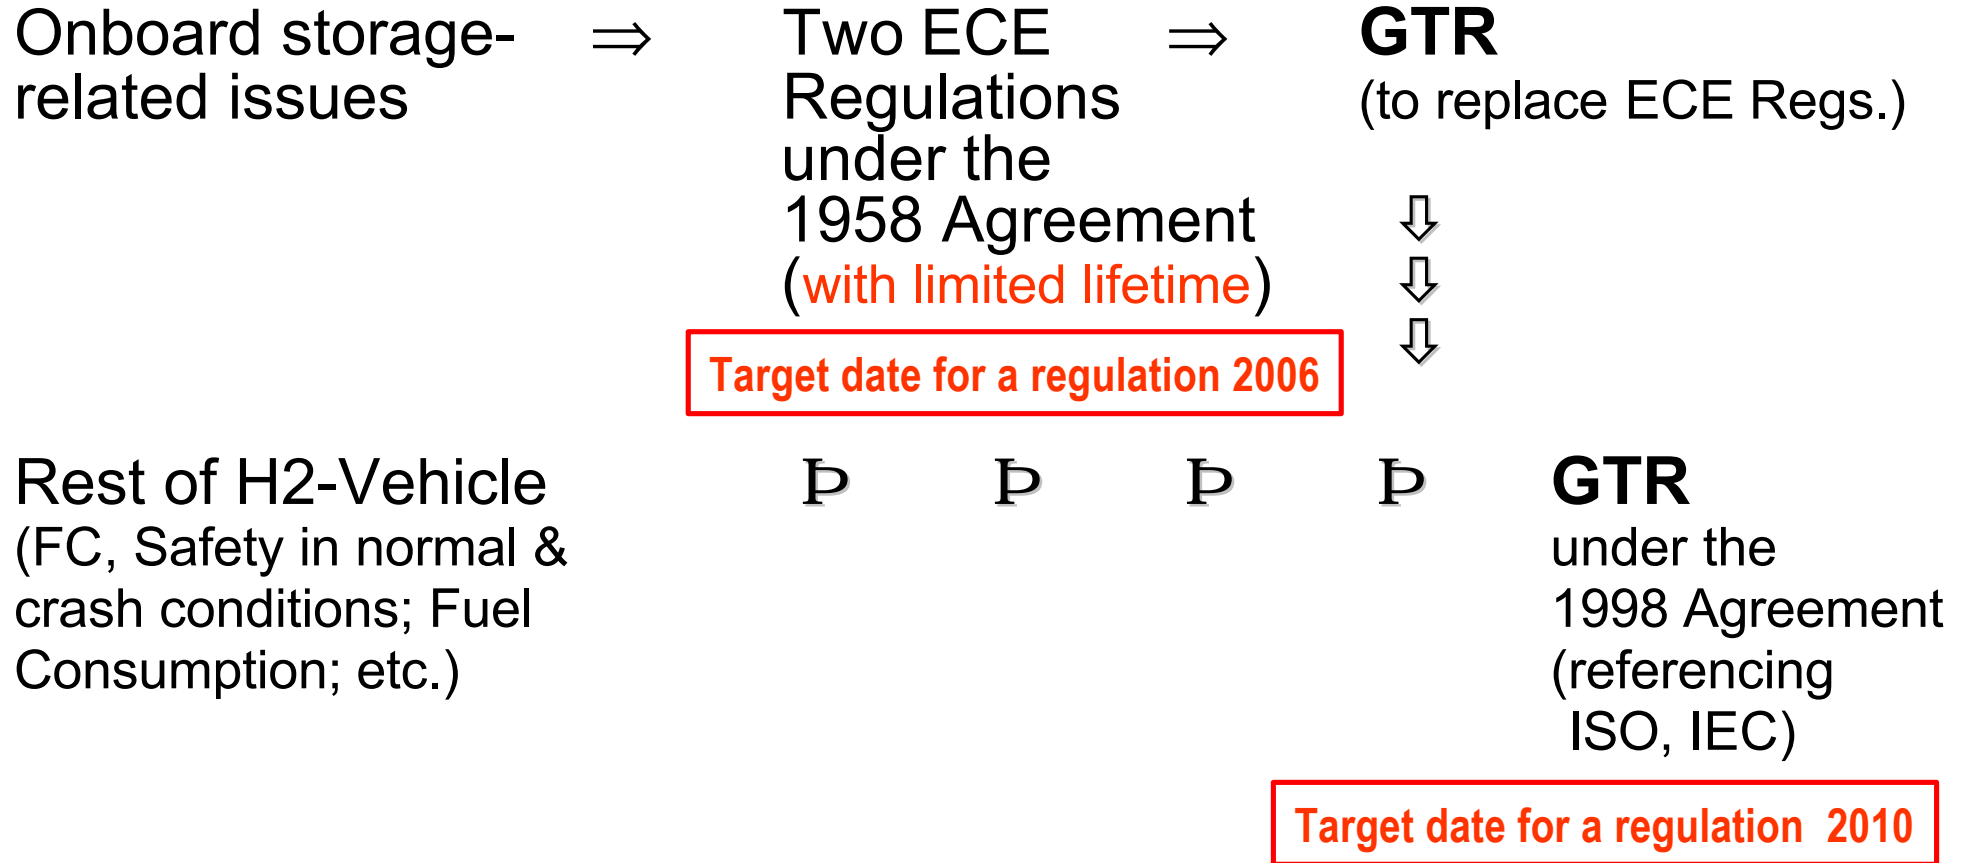 Onboard storage-
related issues
⇒
Two ECE
Regulations
under the
1958 Agreement
(with limited lifetime)
⇒
GTR
(to replace ECE Regs.)
⇩
⇩
⇩
Target date for a regulation 2006
Rest of H2-Vehicle
(FC, Safety in normal &
crash conditions; Fuel
Consumption; etc.)
Þ Þ Þ Þ
GTR
under the
1998 Agreement
(referencing
ISO, IEC)
Target date for a regulation 2010